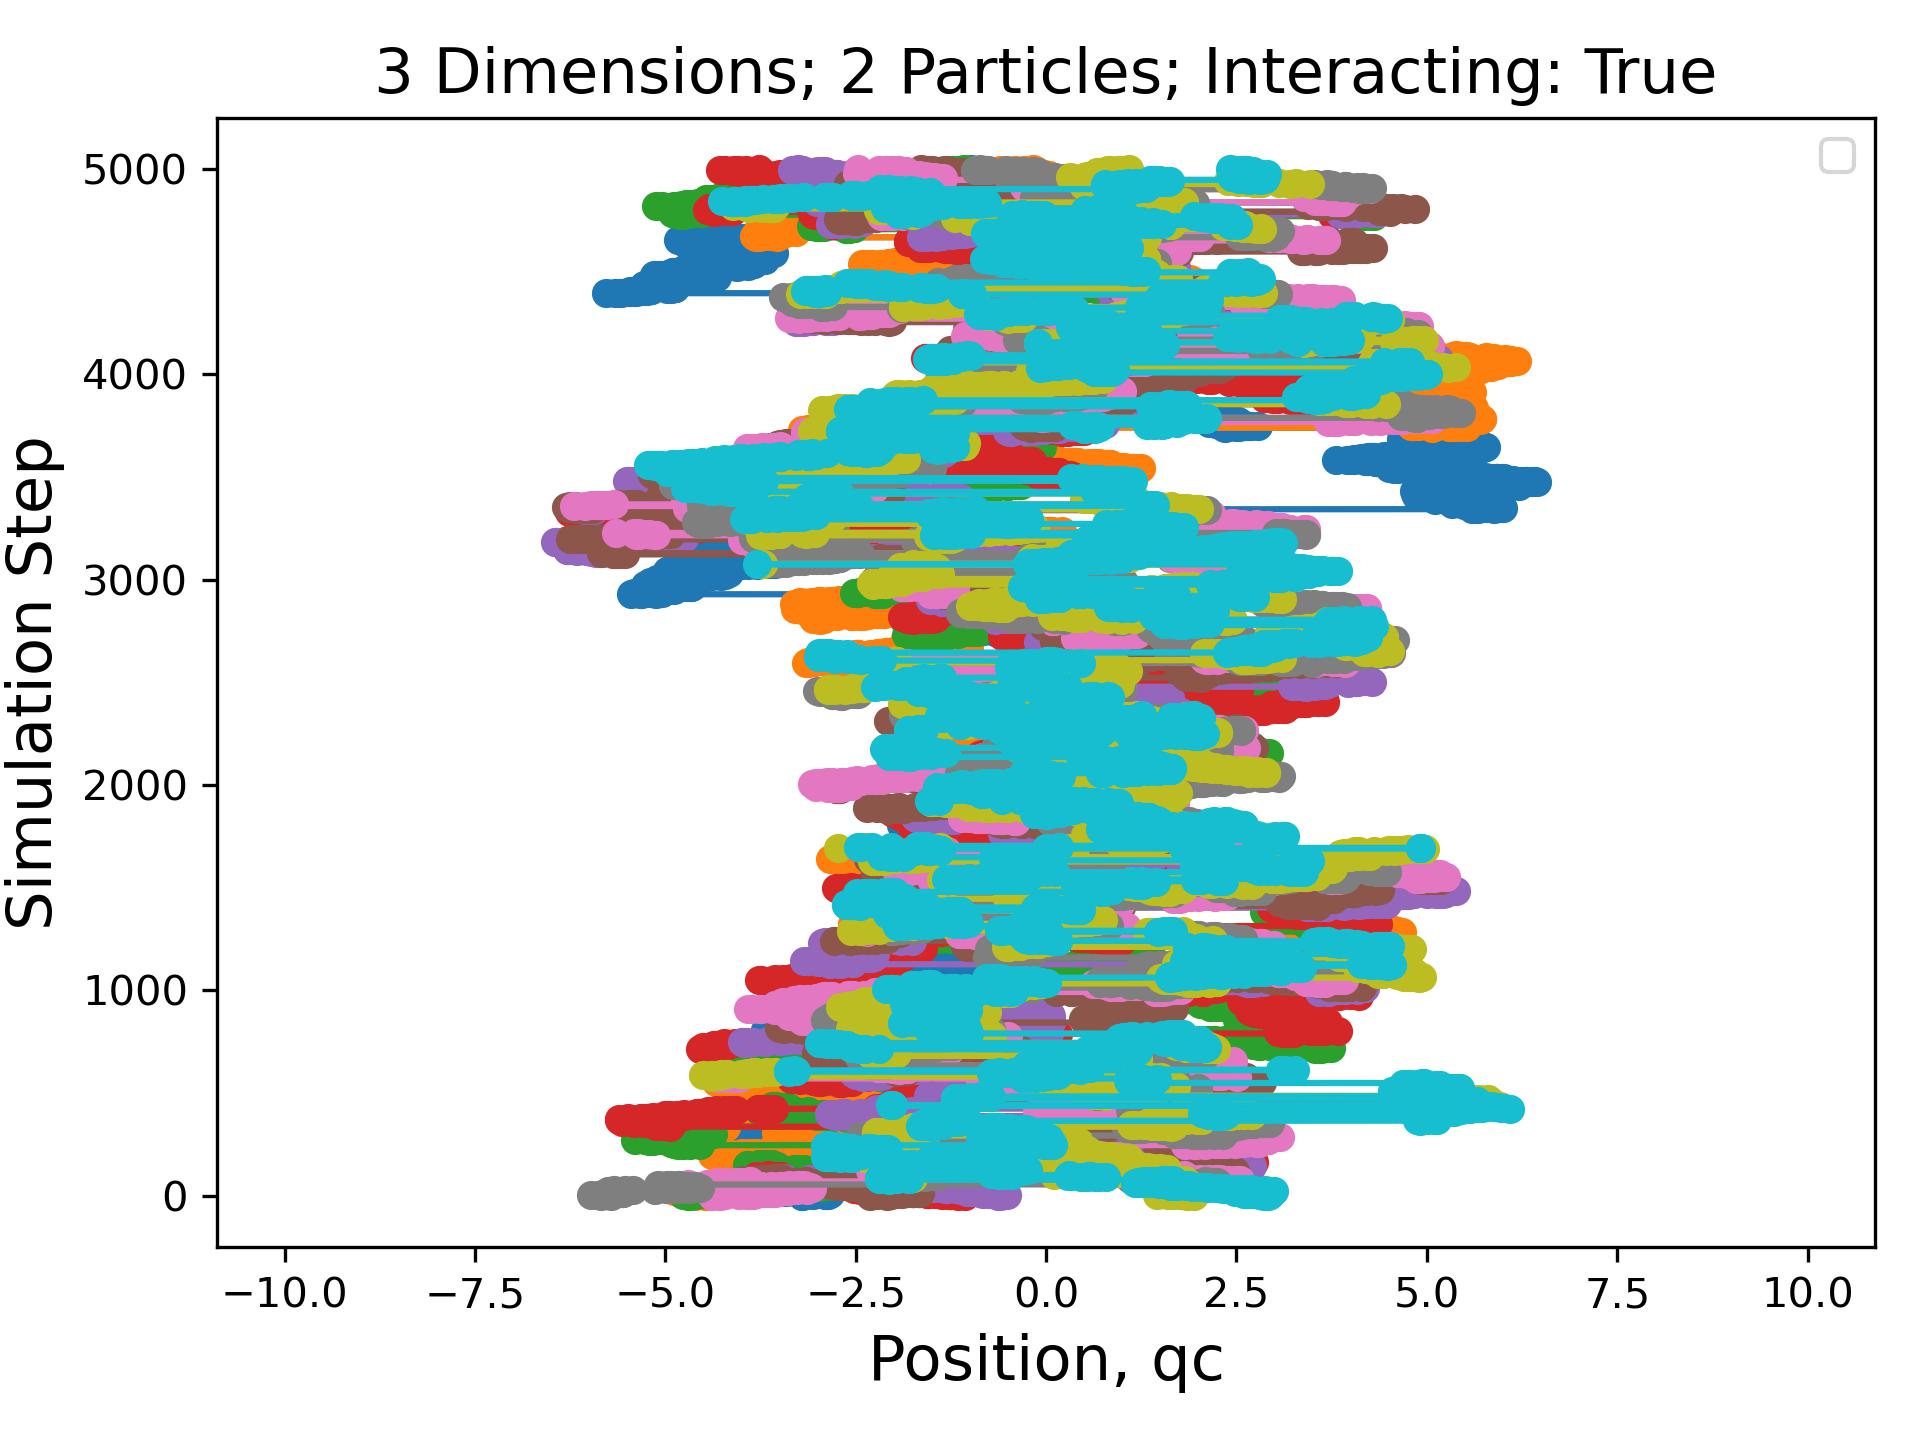 3 Dimensions; 2 Particles; Interacting: True
5000
4000
3000
2000
1000
0
Simulation Step
−10.0 −7.5 −5.0 −2.5 0.0 2.5 5.0 7.5 10.0
Position, qc